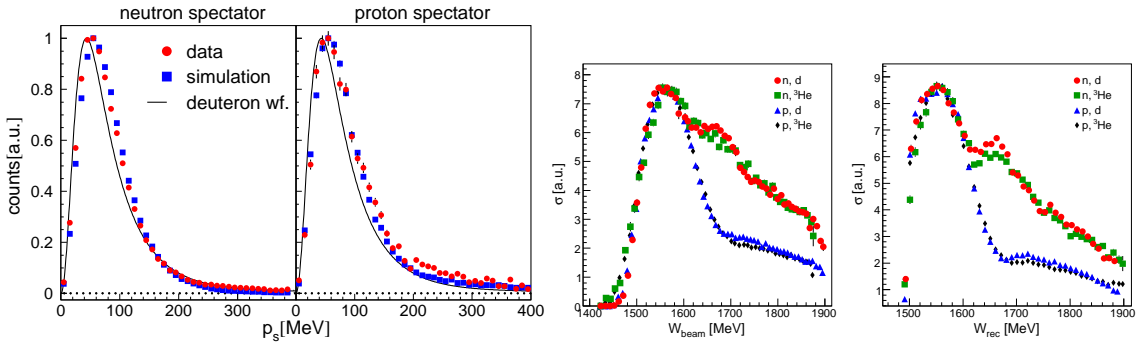 neutron spectator
proton spectator
data
simulation
deuteron wf.
counts[a.u.]
1
0.8
0.6
0.4
0.2
0
0 100 200 300
0 100 200 300 400
p_s[MeV]
n, d
n, ³He
p, d
p, ³He
σ [a.u.]
8
7
6
5
4
3
2
1
0
1400 1500 1600 1700 1800 1900
W_beam [MeV]
n, d
n, ³He
p, d
p, ³He
σ [a.u.]
9
8
7
6
5
4
3
2
1
1500 1600 1700 1800 1900
W_rec [MeV]